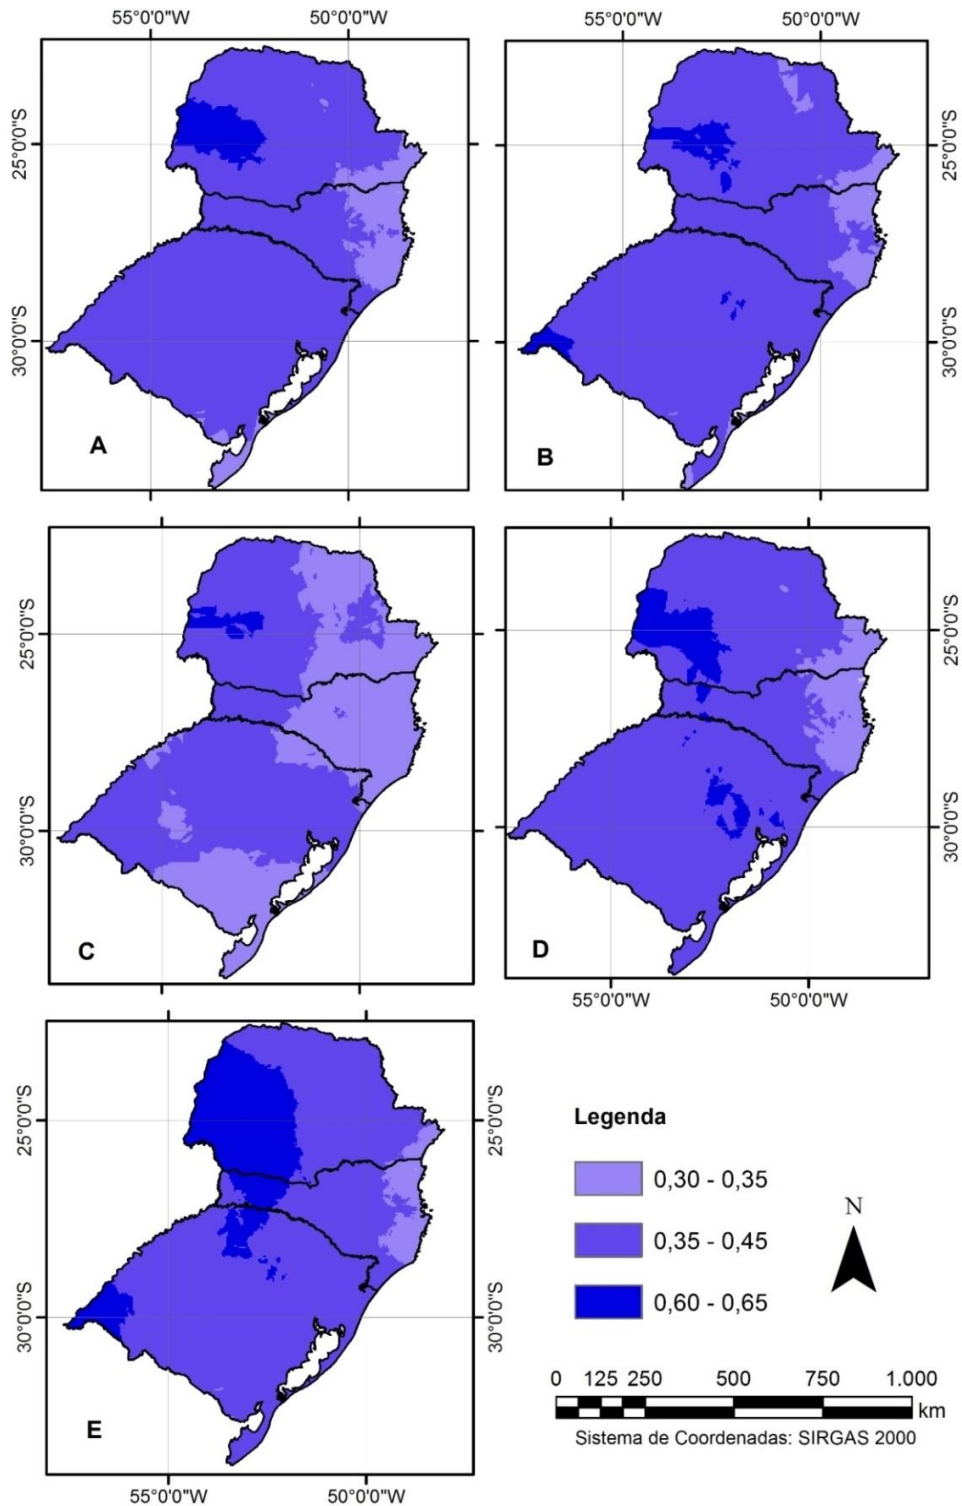 55°0'0"W 50°0'0"W 55°0'0"W 50°0'0"W
25°0'0"S 25°0'0"S
30°0'0"S 30°0'0"S
A B
25°0'0"S 25°0'0"S
30°0'0"S 30°0'0"S
C D
55°0'0"W 50°0'0"W
25°0'0"S 25°0'0"S
30°0'0"S 30°0'0"S
E
55°0'0"W 50°0'0"W
Legenda
0,30 - 0,35
0,35 - 0,45
0,60 - 0,65
N
0 125 250 500 750 1.000
km
Sistema de Coordenadas: SIRGAS 2000